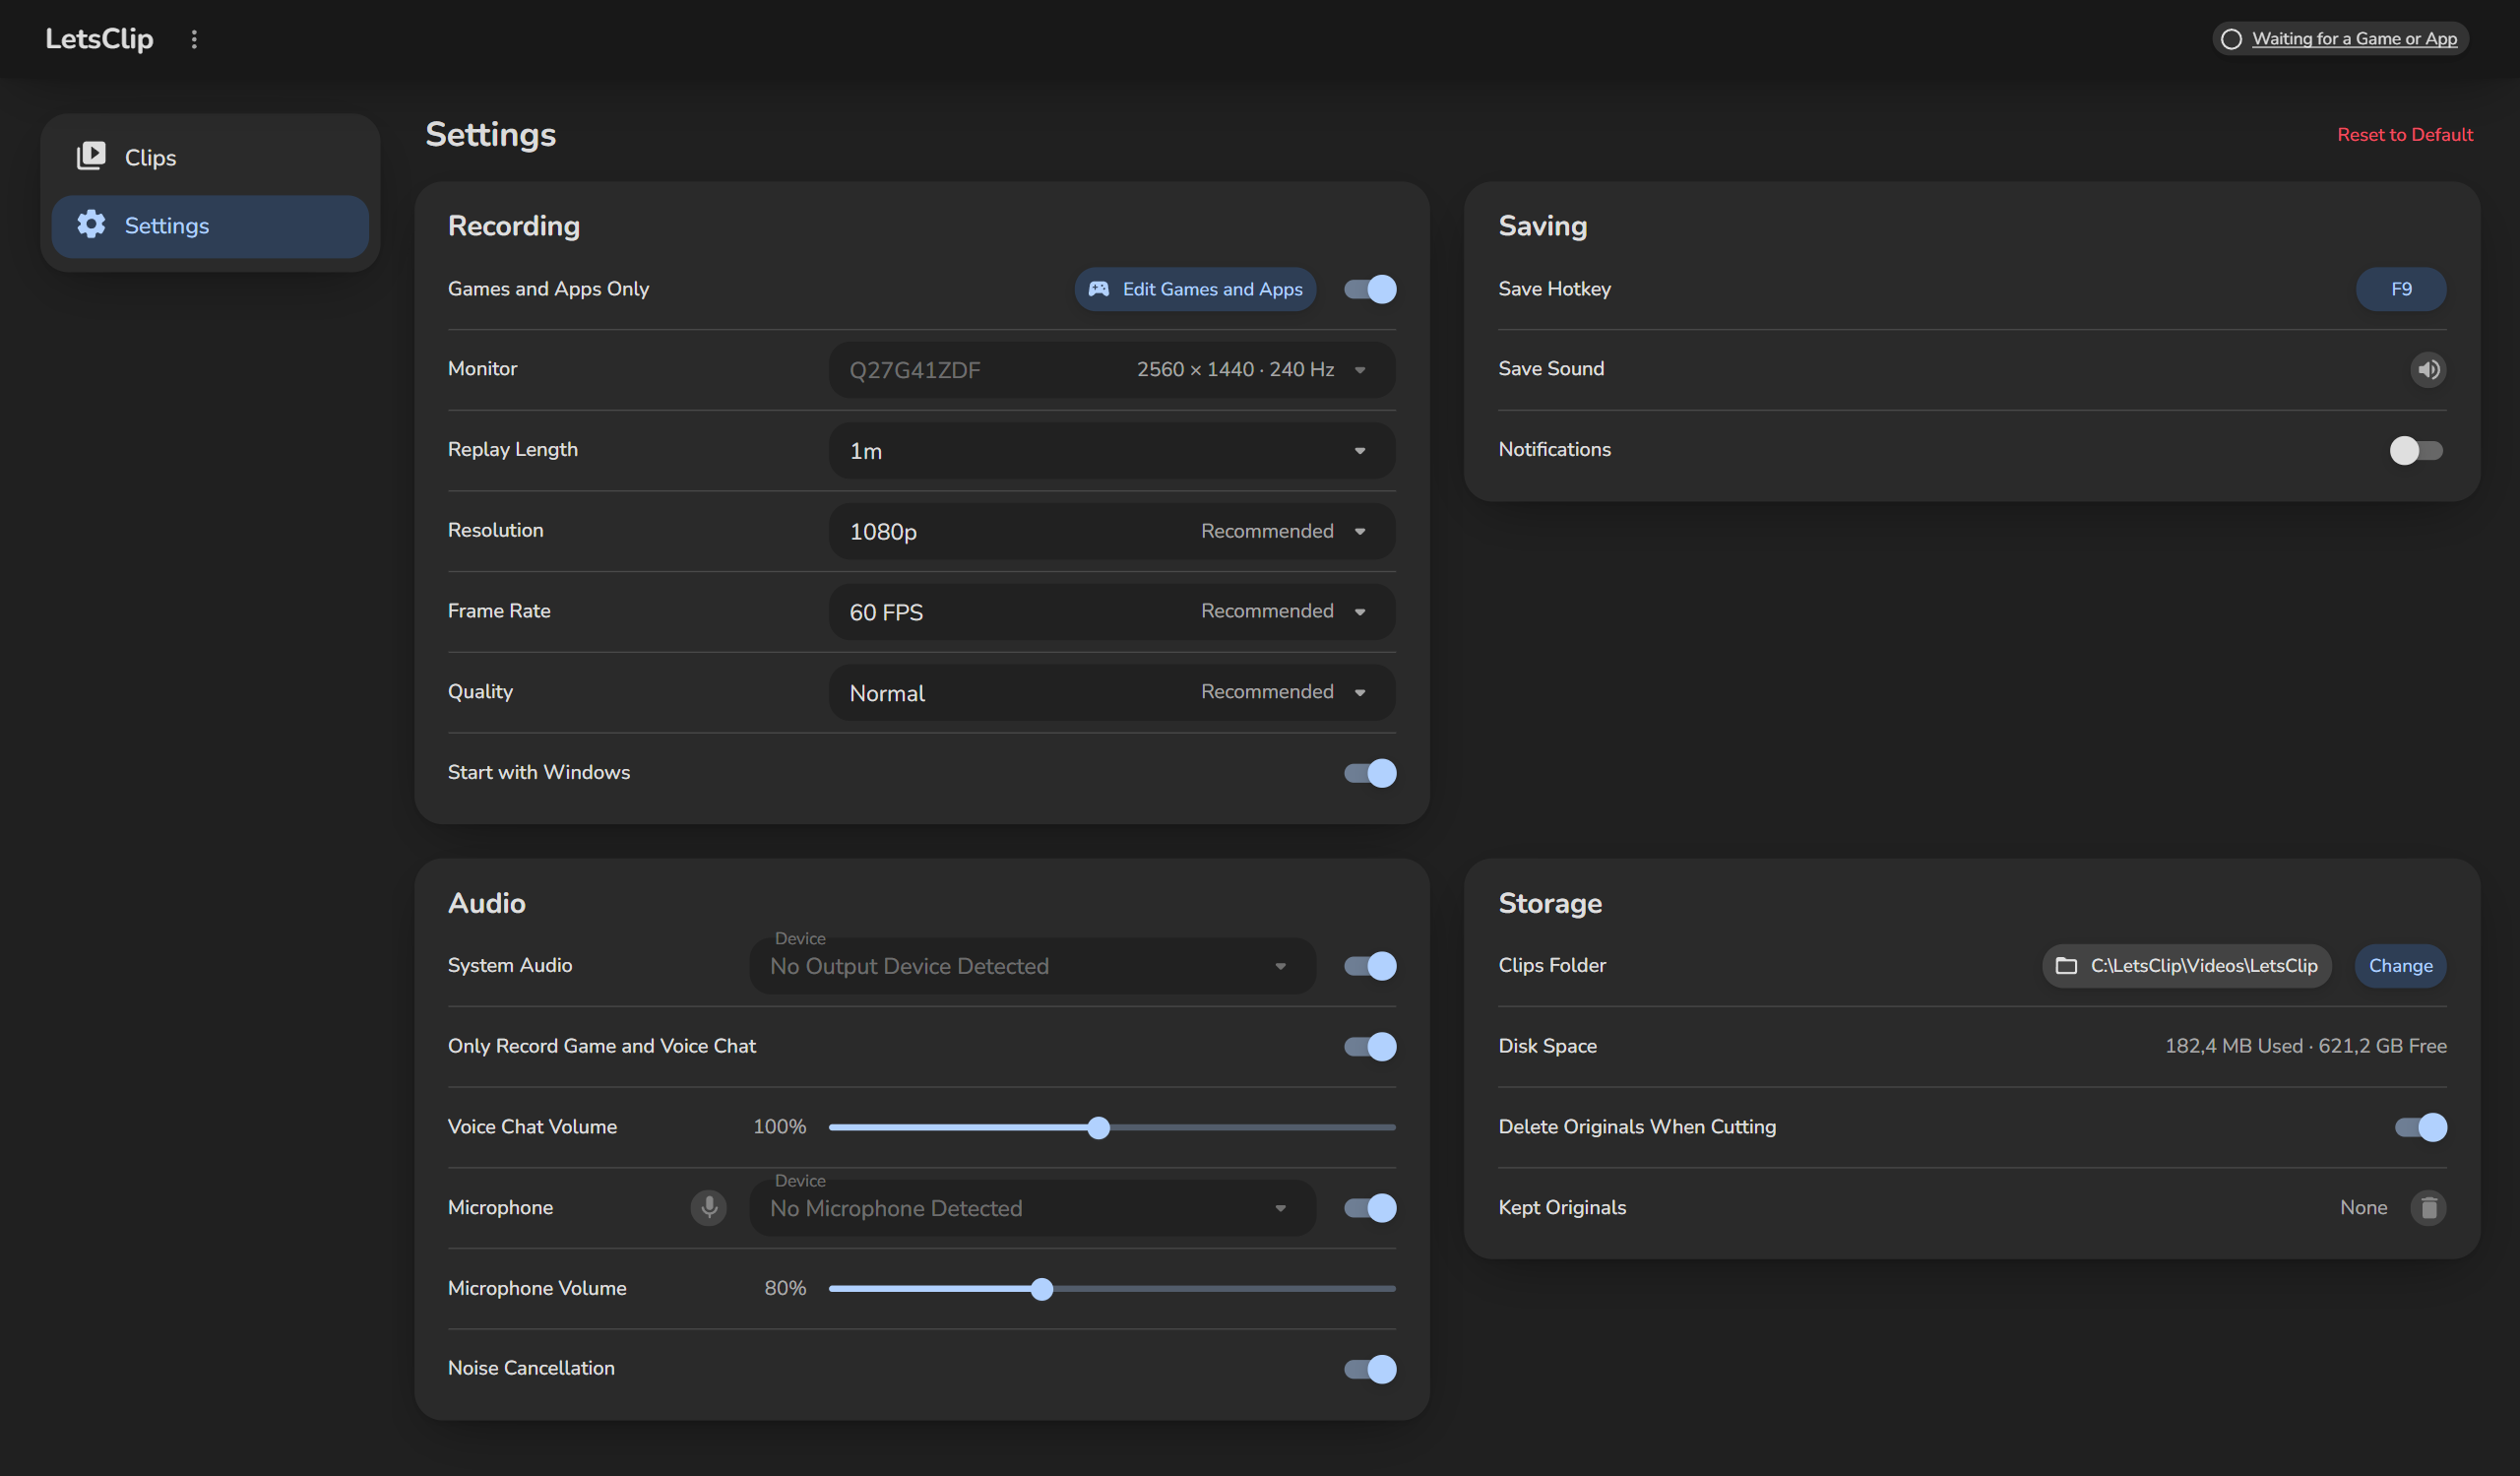 LetsClip
Waiting for a Game or App
Clips
Settings
Settings
Reset to Default
Recording
Games and Apps Only
Edit Games and Apps
Monitor
Q27G41ZDF 2560 × 1440 · 240 Hz
Replay Length
1m
Resolution
1080p Recommended
Frame Rate
60 FPS Recommended
Quality
Normal Recommended
Start with Windows
Saving
Save Hotkey
F9
Save Sound
Notifications
Audio
System Audio
Device
No Output Device Detected
Only Record Game and Voice Chat
Voice Chat Volume
100%
Microphone
Device
No Microphone Detected
Microphone Volume
80%
Noise Cancellation
Storage
Clips Folder
C:\LetsClip\Videos\LetsClip
Change
Disk Space
182,4 MB Used · 621,2 GB Free
Delete Originals When Cutting
Kept Originals
None